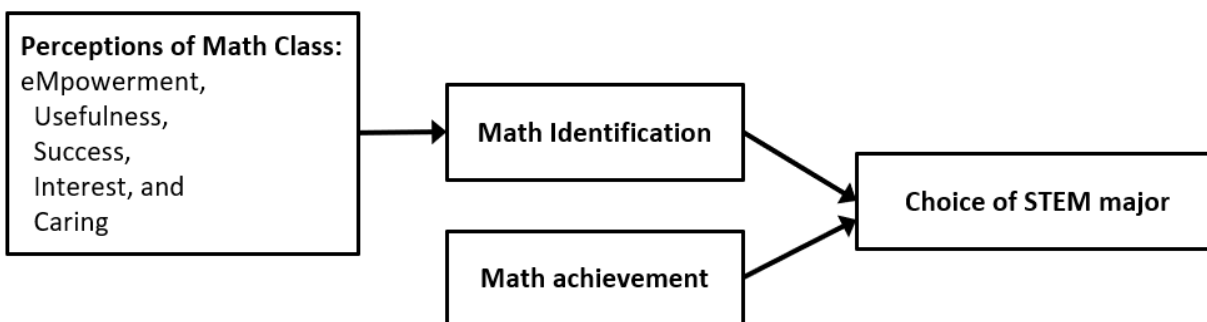 Perceptions of Math Class:
eMpowerment,
Usefulness,
Success,
Interest, and
Caring
Math Identification
Math achievement
Choice of STEM major